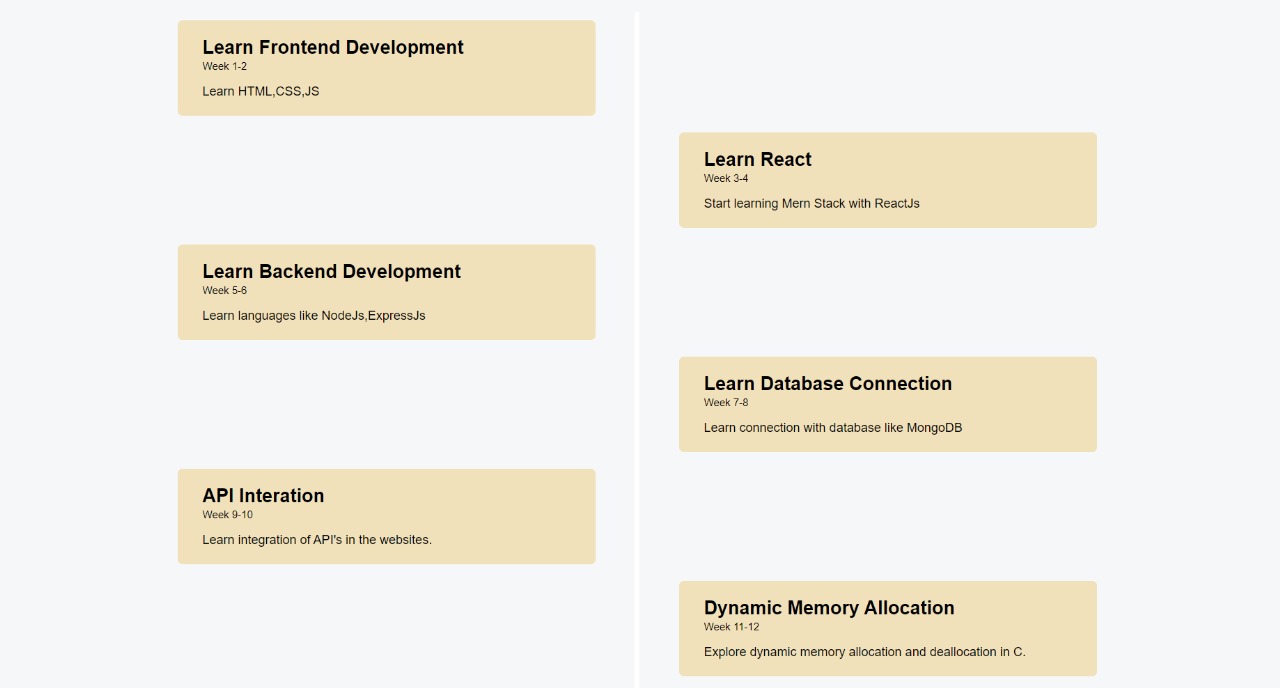 Learn Frontend Development
Week 1-2
Learn HTML,CSS,JS
Learn React
Week 3-4
Start learning Mern Stack with ReactJs
Learn Backend Development
Week 5-6
Learn languages like NodeJs,ExpressJs
Learn Database Connection
Week 7-8
Learn connection with database like MongoDB
API Interation
Week 9-10
Learn integration of API's in the websites.
Dynamic Memory Allocation
Week 11-12
Explore dynamic memory allocation and deallocation in C.